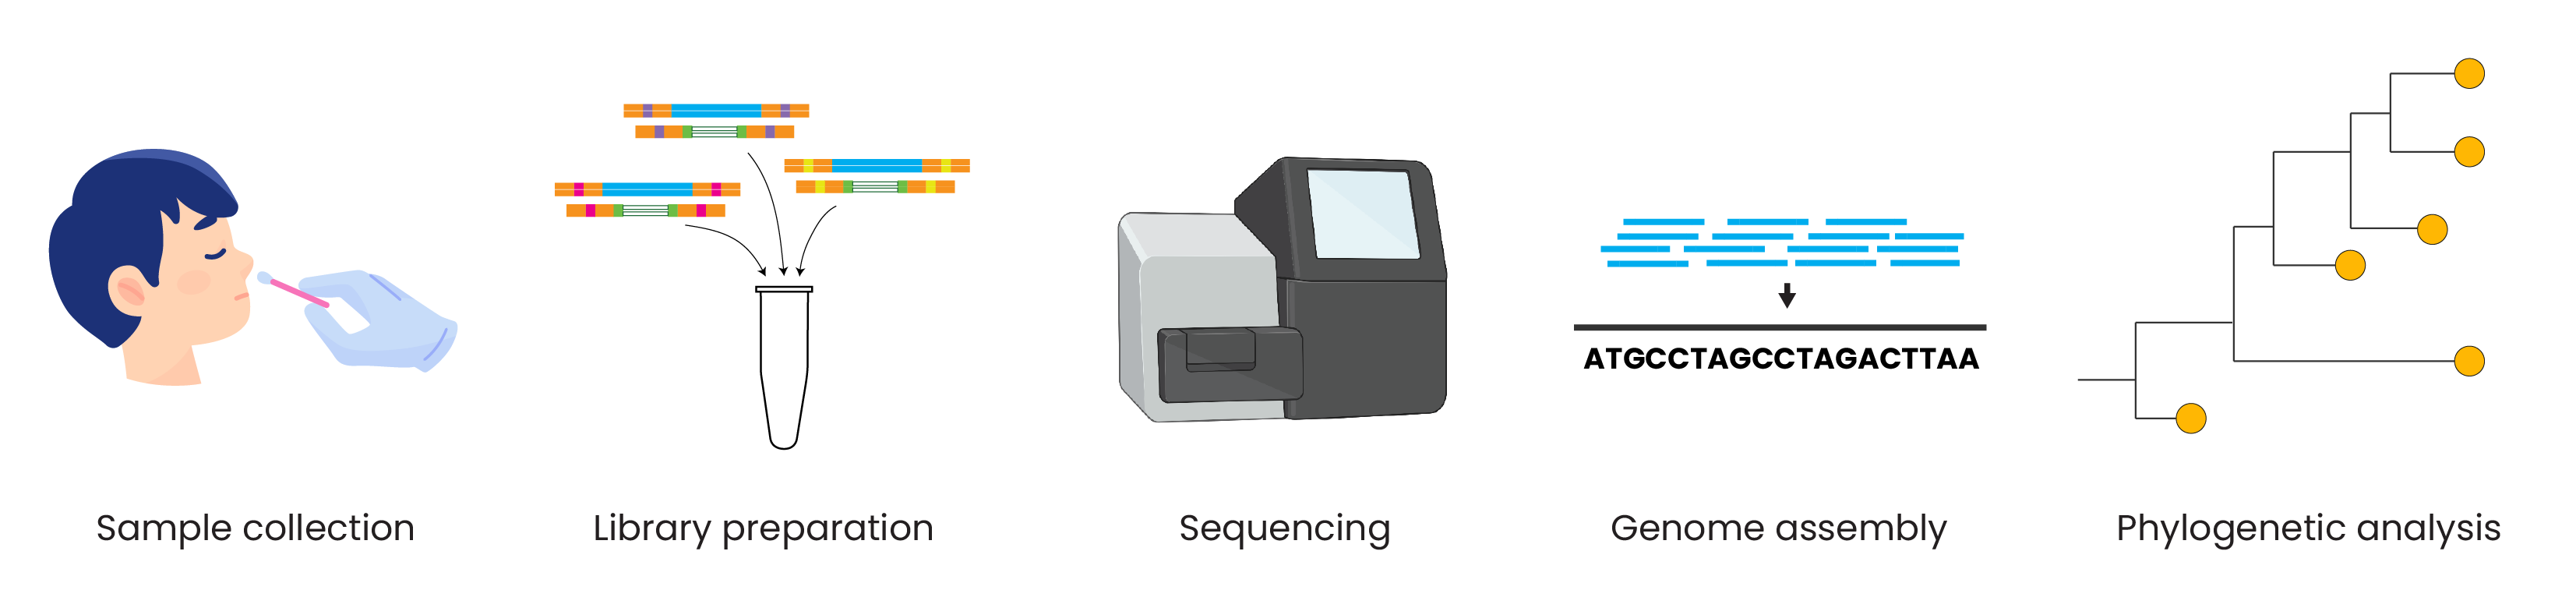 ATGCCTAGCCTAGACTTAA
Sample collection
Library preparation
Sequencing
Genome assembly
Phylogenetic analysis